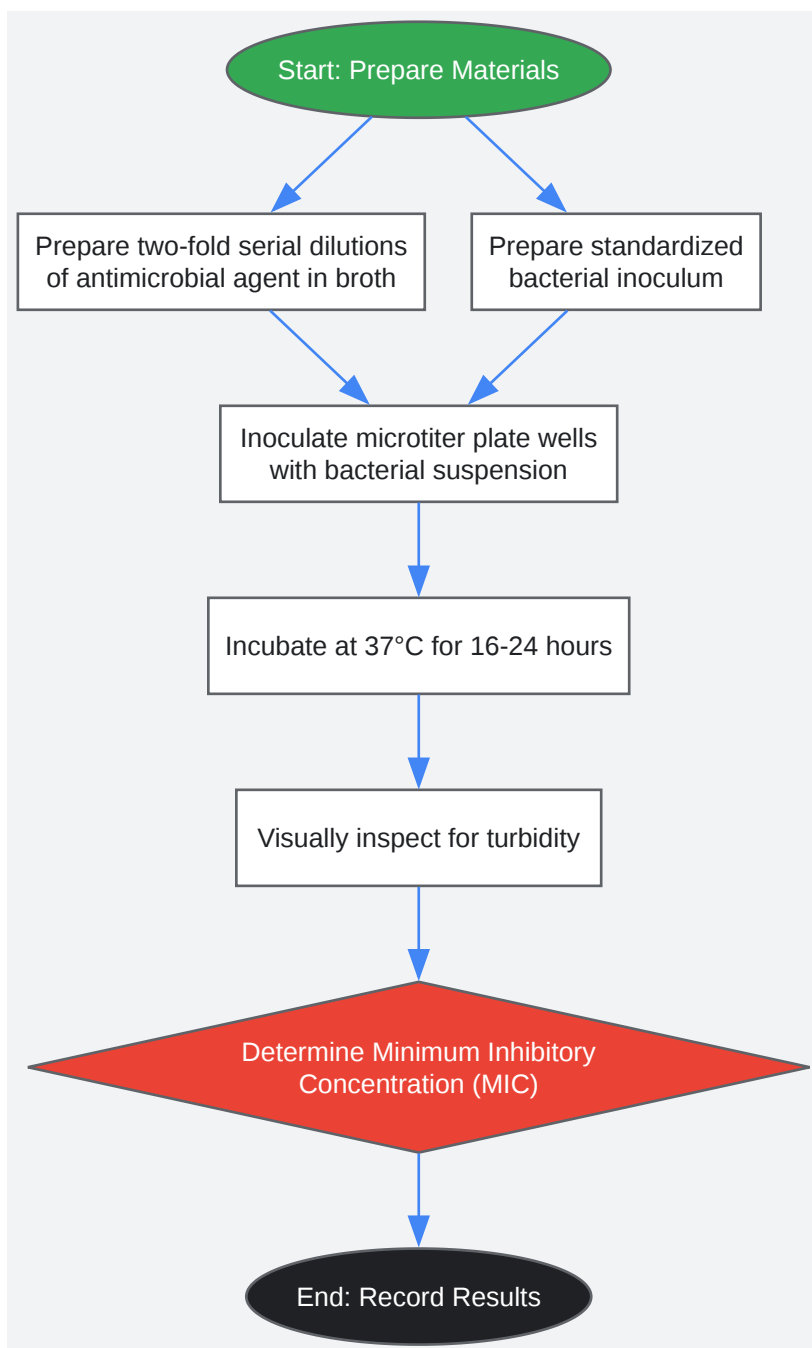 Start: Prepare Materials
Prepare two-fold serial dilutions
of antimicrobial agent in broth
Prepare standardized
bacterial inoculum
Inoculate microtiter plate wells
with bacterial suspension
Incubate at 37°C for 16-24 hours
Visually inspect for turbidity
Determine Minimum Inhibitory
Concentration (MIC)
End: Record Results